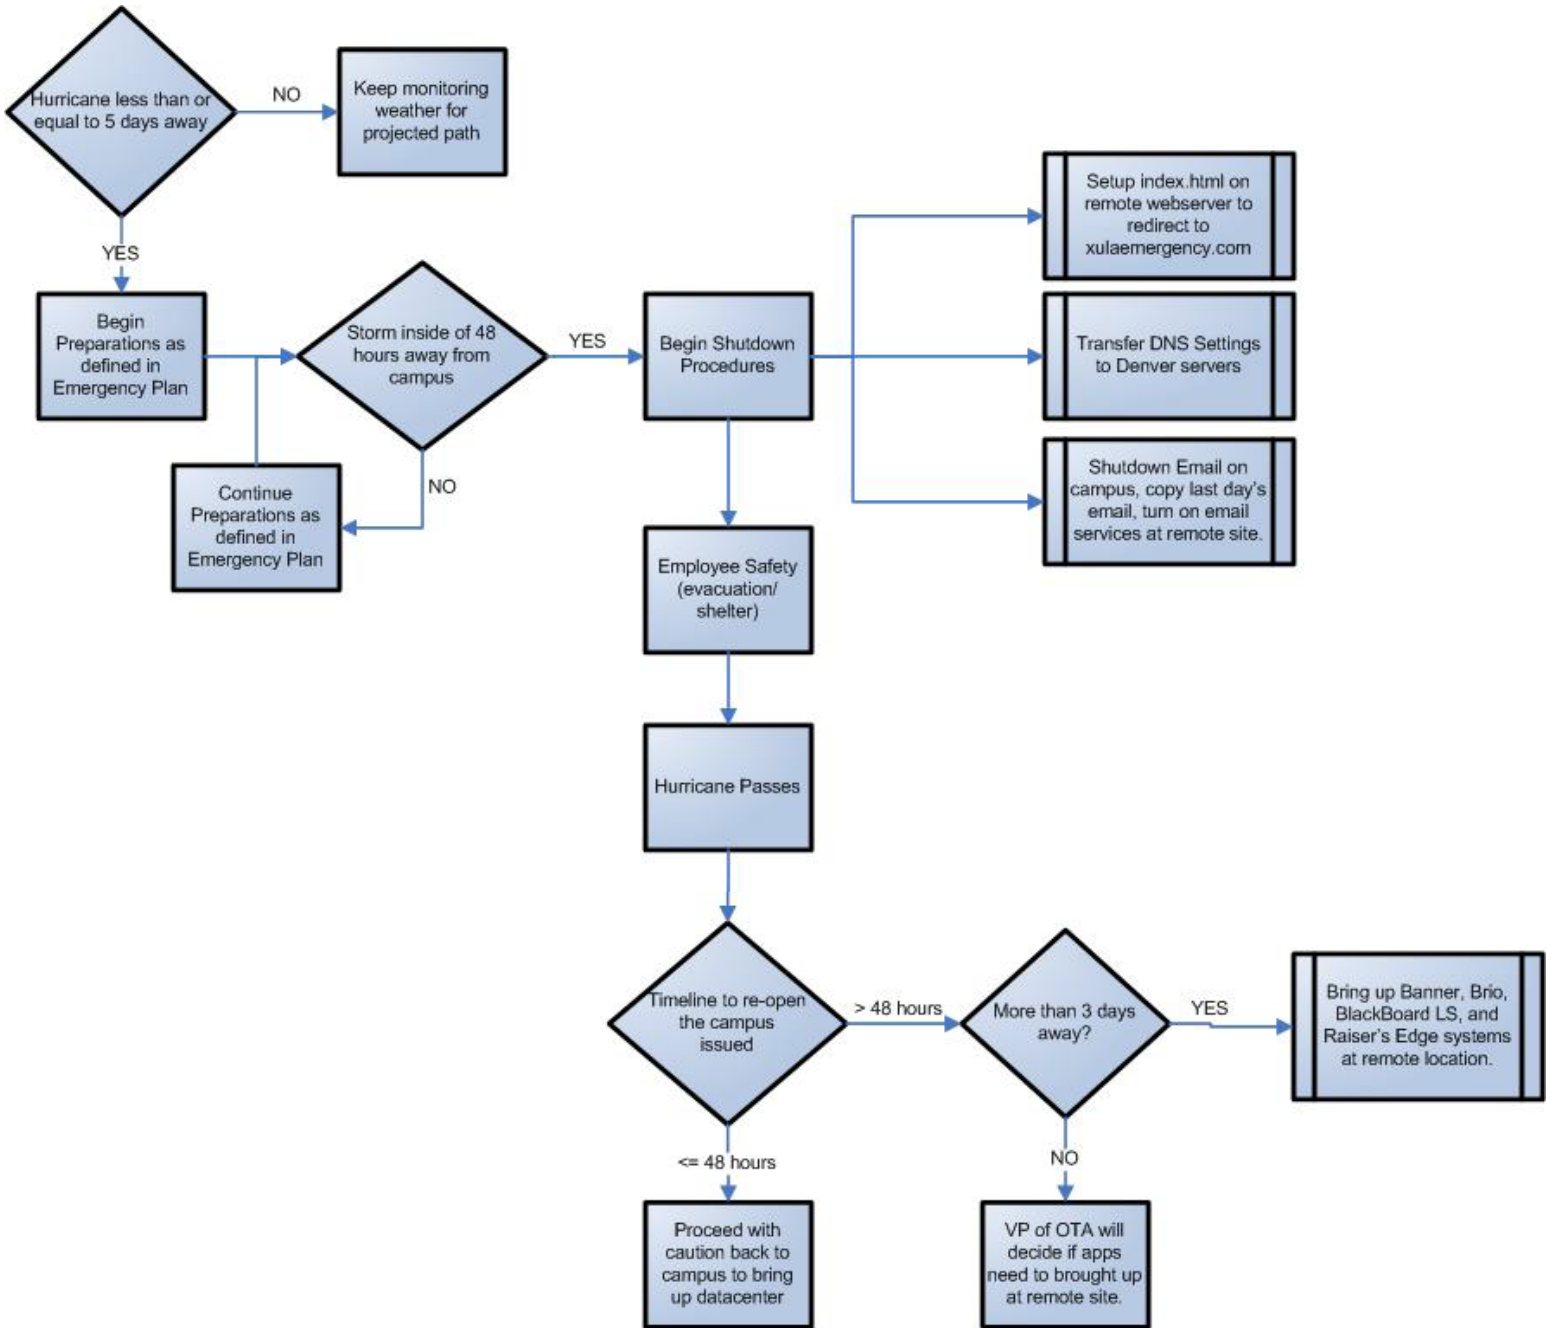 Hurricane less than or
equal to 5 days away
NO
Keep monitoring
weather for
projected path
YES
Begin
Preparations as
defined in
Emergency Plan
Storm inside of 48
hours away from
campus
YES
NO
Continue
Preparations as
defined in
Emergency Plan
Begin Shutdown
Procedures
Setup index.html on
remote webserver to
redirect to
xulaemergency.com
Transfer DNS Settings
to Denver servers
Shutdown Email on
campus, copy last day's
email, turn on email
services at remote site.
Employee Safety
(evacuation/
shelter)
Hurricane Passes
Timeline to re-open
the campus
issued
> 48 hours
More than 3 days
away?
YES
Bring up Banner, Brio,
BlackBoard LS, and
Raiser's Edge systems
at remote location.
<= 48 hours
NO
Proceed with
caution back to
campus to bring
up datacenter
VP of OTA will
decide if apps
need to brought up
at remote site.